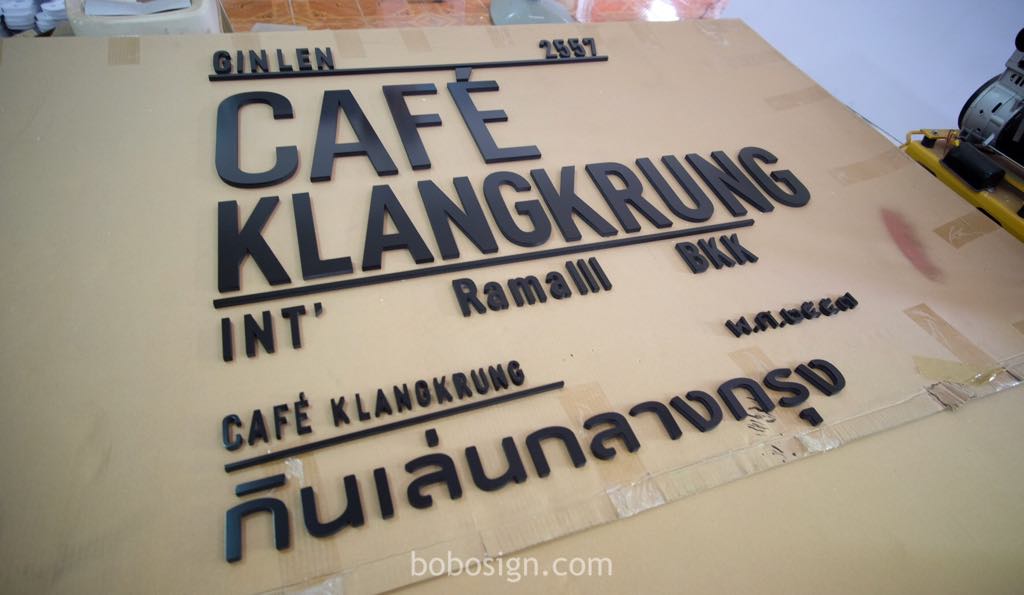 GINLEN 2557
CAFÉ
KLANGKRUNG
INT' RamaIII BKK
พ.ศ.๒๕๕๗
CAFÉ KLANGKRUNG
กินเล่นกลางกรุง
bobosign.com